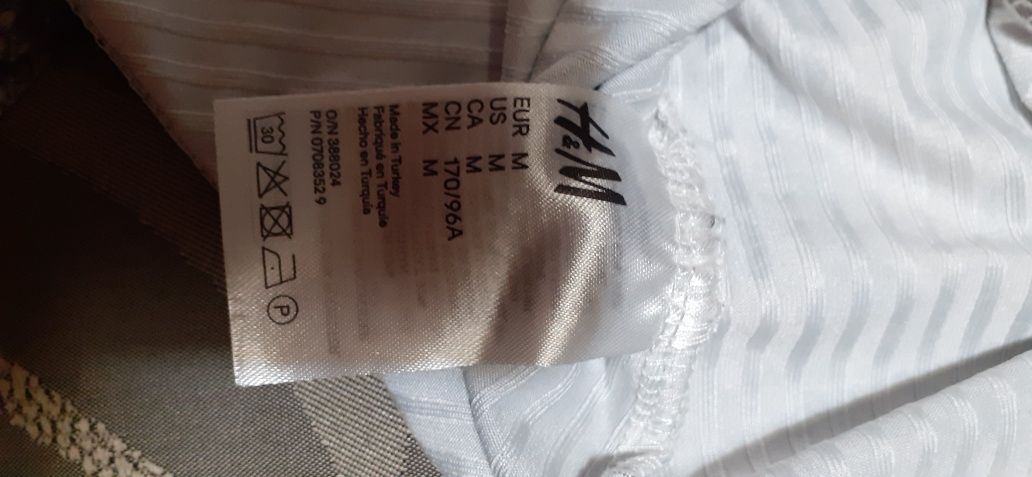 H&M
EUR M
US M
CA M
CN 170/96A
MX M
Made in Turkey
Fabriqué en Turquie
Hecho en Turquía
O/N 388024
P/N 0708352 9
30
P